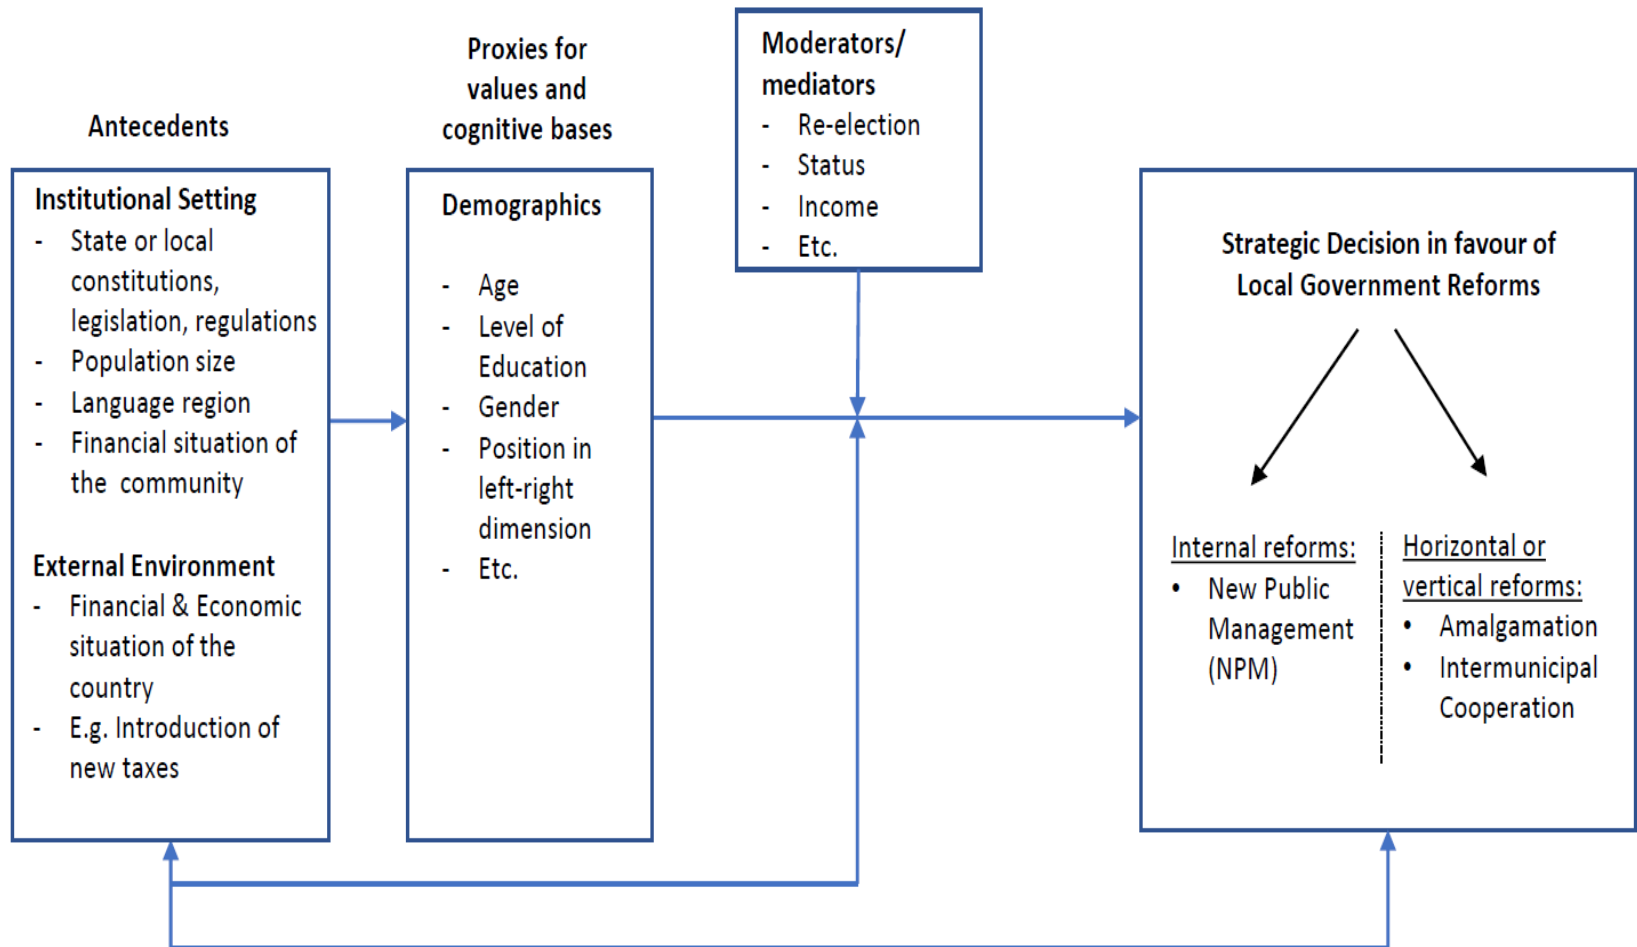 Antecedents
Institutional Setting
- State or local
constitutions,
legislation, regulations
- Population size
- Language region
- Financial situation of
the community
External Environment
- Financial & Economic
situation of the
country
- E.g. Introduction of
new taxes
Proxies for
values and
cognitive bases
Demographics
- Age
- Level of
Education
- Gender
- Position in
left-right
dimension
- Etc.
Moderators/
mediators
- Re-election
- Status
- Income
- Etc.
Strategic Decision in favour of
Local Government Reforms
Internal reforms:
• New Public
Management
(NPM)
Horizontal or
vertical reforms:
• Amalgamation
• Intermunicipal
Cooperation